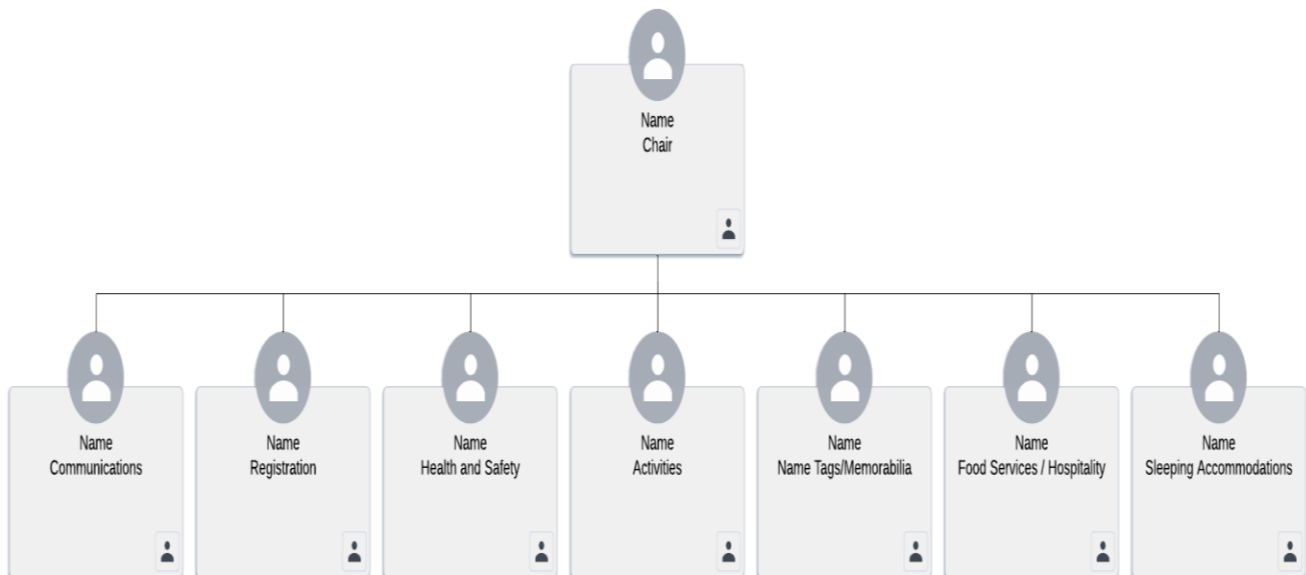 Name
Chair
Name
Communications
Name
Registration
Name
Health and Safety
Name
Activities
Name
Name Tags/Memorabilia
Name
Food Services / Hospitality
Name
Sleeping Accommodations